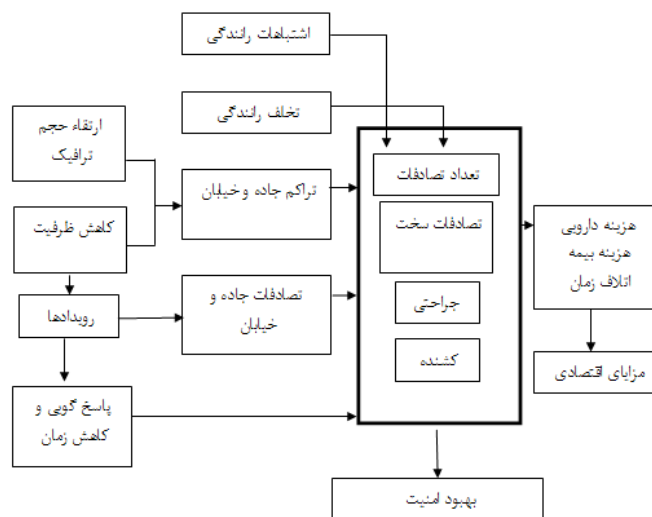 اشتباهات رانندگی
تخلف رانندگی
ارتقاء حجم
ترافیک
تراکم جاده و خیابان
کاهش ظرفیت
رویدادها
تصادفات جاده و
خیابان
پاسخ گویی و
کاهش زمان
تعداد تصادفات
تصادفات سخت
جراحتی
کشنده
هزینه دارویی
هزینه بیمه
اتلاف زمان
مزایای اقتصادی
بهبود امنیت